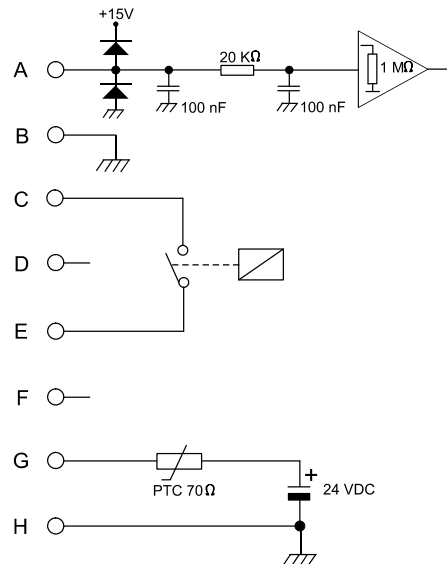 +15V
A
20 KΩ
1 MΩ
100 nF
100 nF
B
C
D
E
F
G
+
PTC 70Ω
24 VDC
H